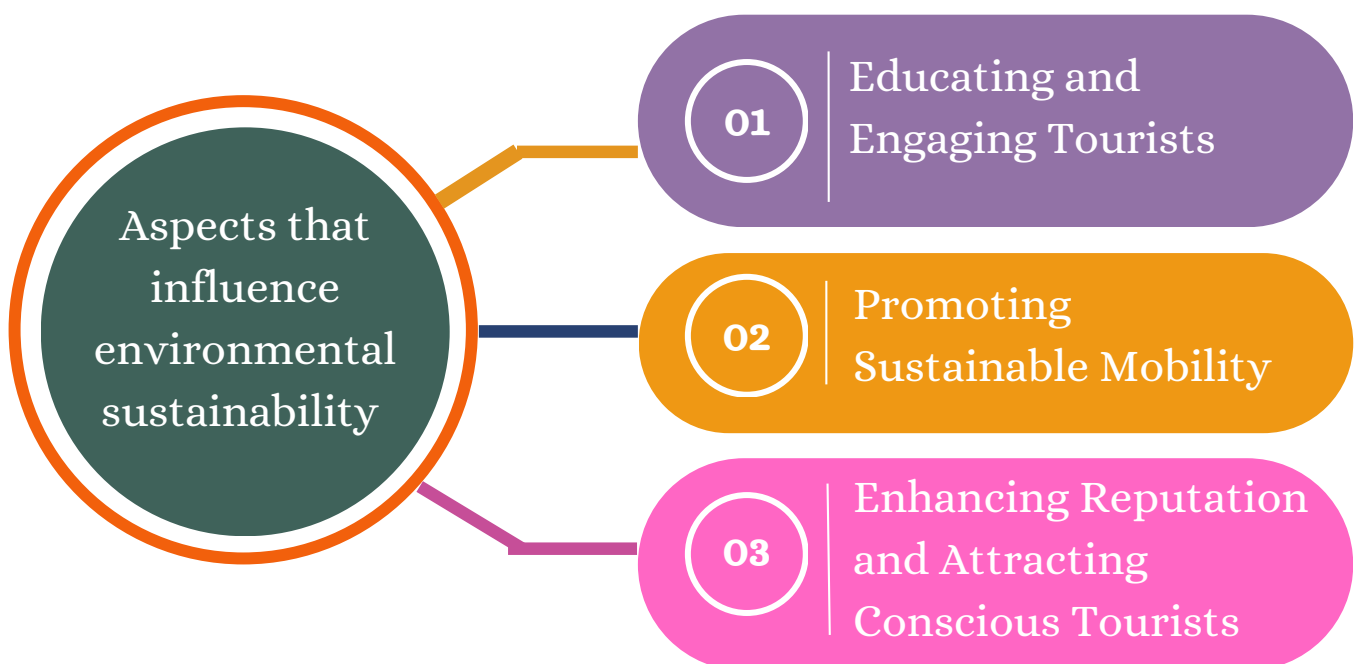 Aspects that
influence
environmental
sustainability
01
Educating and
Engaging Tourists
02
Promoting
Sustainable Mobility
03
Enhancing Reputation
and Attracting
Conscious Tourists